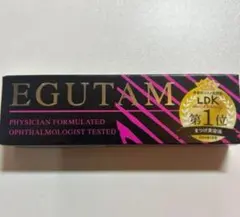 EGUTAM
PHYSICIAN FORMULATED
OPHTHALMOLOGIST TESTED
LDK
第1位
まつげ美容液